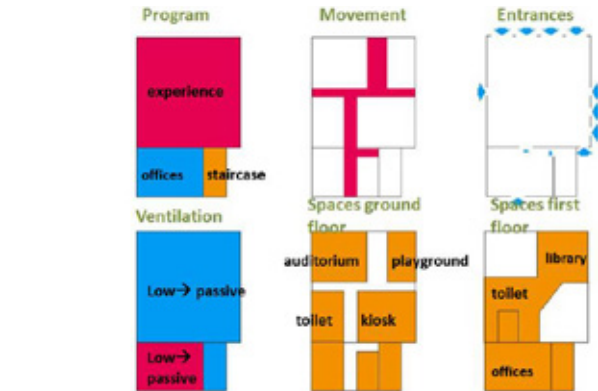 Program
Movement
Entrances
experience
offices
staircase
Ventilation
Spaces ground
floor
Spaces first
floor
Low→ passive
Low→
passive
auditorium
playground
toilet
kiosk
library
toilet
offices